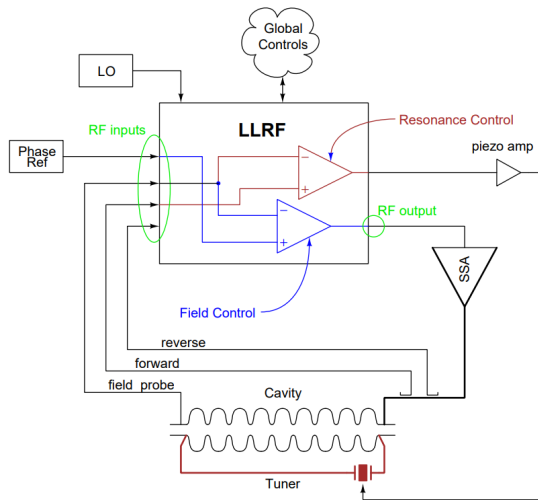 Global
Controls
LO
RF inputs
LLRF
Resonance Control
Phase
Ref
piezo amp
−
+
−
+
RF output
SSA
Field Control
reverse
forward
field probe
Cavity
Tuner